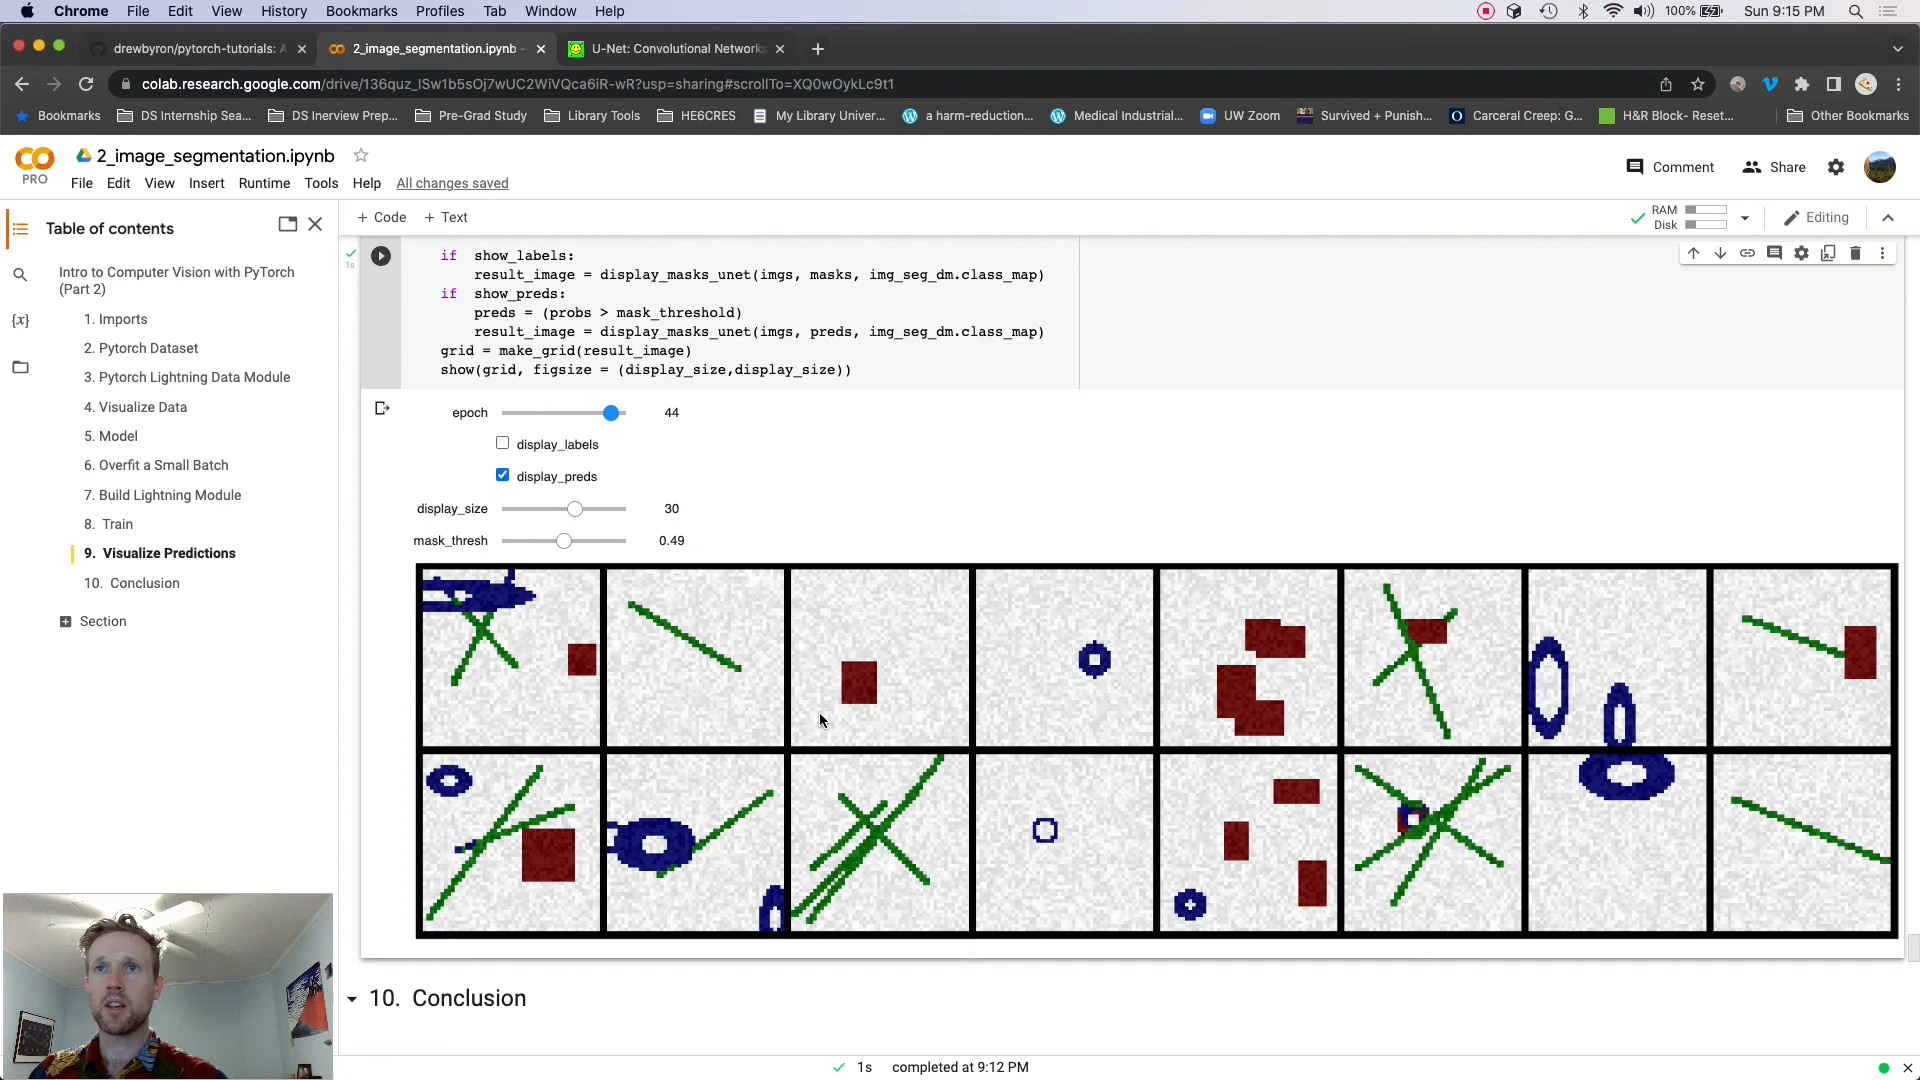 Chrome File Edit View History Bookmarks Profiles Tab Window Help 100% Sun 9:15 PM
drewbyron/pytorch-tutorials: A 2_image_segmentation.ipynb - U-Net: Convolutional Networks
colab.research.google.com/drive/136quz_lSw1b5sOj7wUC2WiVQca6iR-wR?usp=sharing#scrollTo=XQ0wOykLc9t1
Bookmarks DS Internship Sea... DS Inerview Prep... Pre-Grad Study Library Tools HE6CRES My Library Univer... a harm-reduction... Medical Industrial... UW Zoom Survived + Punish... Carceral Creep: G... H&R Block- Reset... Other Bookmarks
CO PRO
2_image_segmentation.ipynb
Comment Share
File Edit View Insert Runtime Tools Help All changes saved
+ Code + Text
RAM
Disk
Editing
Table of contents
Intro to Computer Vision with PyTorch
(Part 2)
1. Imports
{x}
2. Pytorch Dataset
3. Pytorch Lightning Data Module
4. Visualize Data
5. Model
6. Overfit a Small Batch
7. Build Lightning Module
8. Train
9. Visualize Predictions
10. Conclusion
Section
1s
if show_labels:
result_image = display_masks_unet(imgs, masks, img_seg_dm.class_map)
if show_preds:
preds = (probs > mask_threshold)
result_image = display_masks_unet(imgs, preds, img_seg_dm.class_map)
grid = make_grid(result_image)
show(grid, figsize = (display_size,display_size))
epoch 44
display_labels
display_preds
display_size 30
mask_thresh 0.49
10. Conclusion
1s completed at 9:12 PM